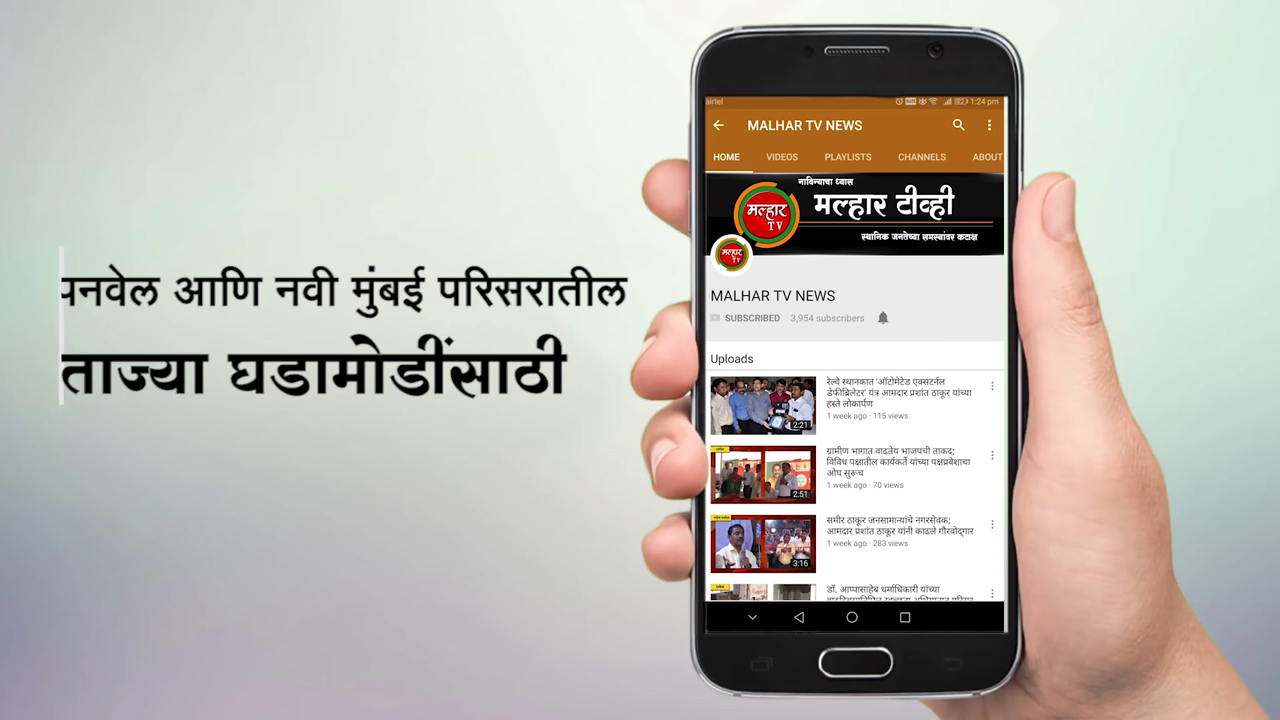 पनवेल आणि नवी मुंबई परिसरातील
ताज्या घडामोडींसाठी
airtel
1:24 pm
MALHAR TV NEWS
HOME VIDEOS PLAYLISTS CHANNELS ABOUT
नाविन्याचा ध्यास
मल्हार टीव्ही
मल्हार
TV
स्थानिक जनतेच्या समस्यांवर कटाक्ष
मल्हार
TV
MALHAR TV NEWS
SUBSCRIBED 3,954 subscribers
Uploads
रेल्वे स्थानकात 'ऑटोमेटेड एक्सटर्नल
डेफीब्रिलेटर' यंत्र आमदार प्रशांत ठाकूर यांच्या
हस्ते लोकार्पण
1 week ago · 115 views
2:21
ग्रामीण भागात वाढतेय भाजपची ताकद;
विविध पक्षातील कार्यकर्ते यांच्या पक्षप्रवेशाचा
ओघ सुरूच
1 week ago · 70 views
2:51
समीर ठाकूर जनसामान्यांचे नगरसेवक;
आमदार प्रशांत ठाकूर यांनी काढले गौरवोद्गार
1 week ago · 283 views
3:16
डॉ. आप्पासाहेब धर्माधिकारी यांच्या